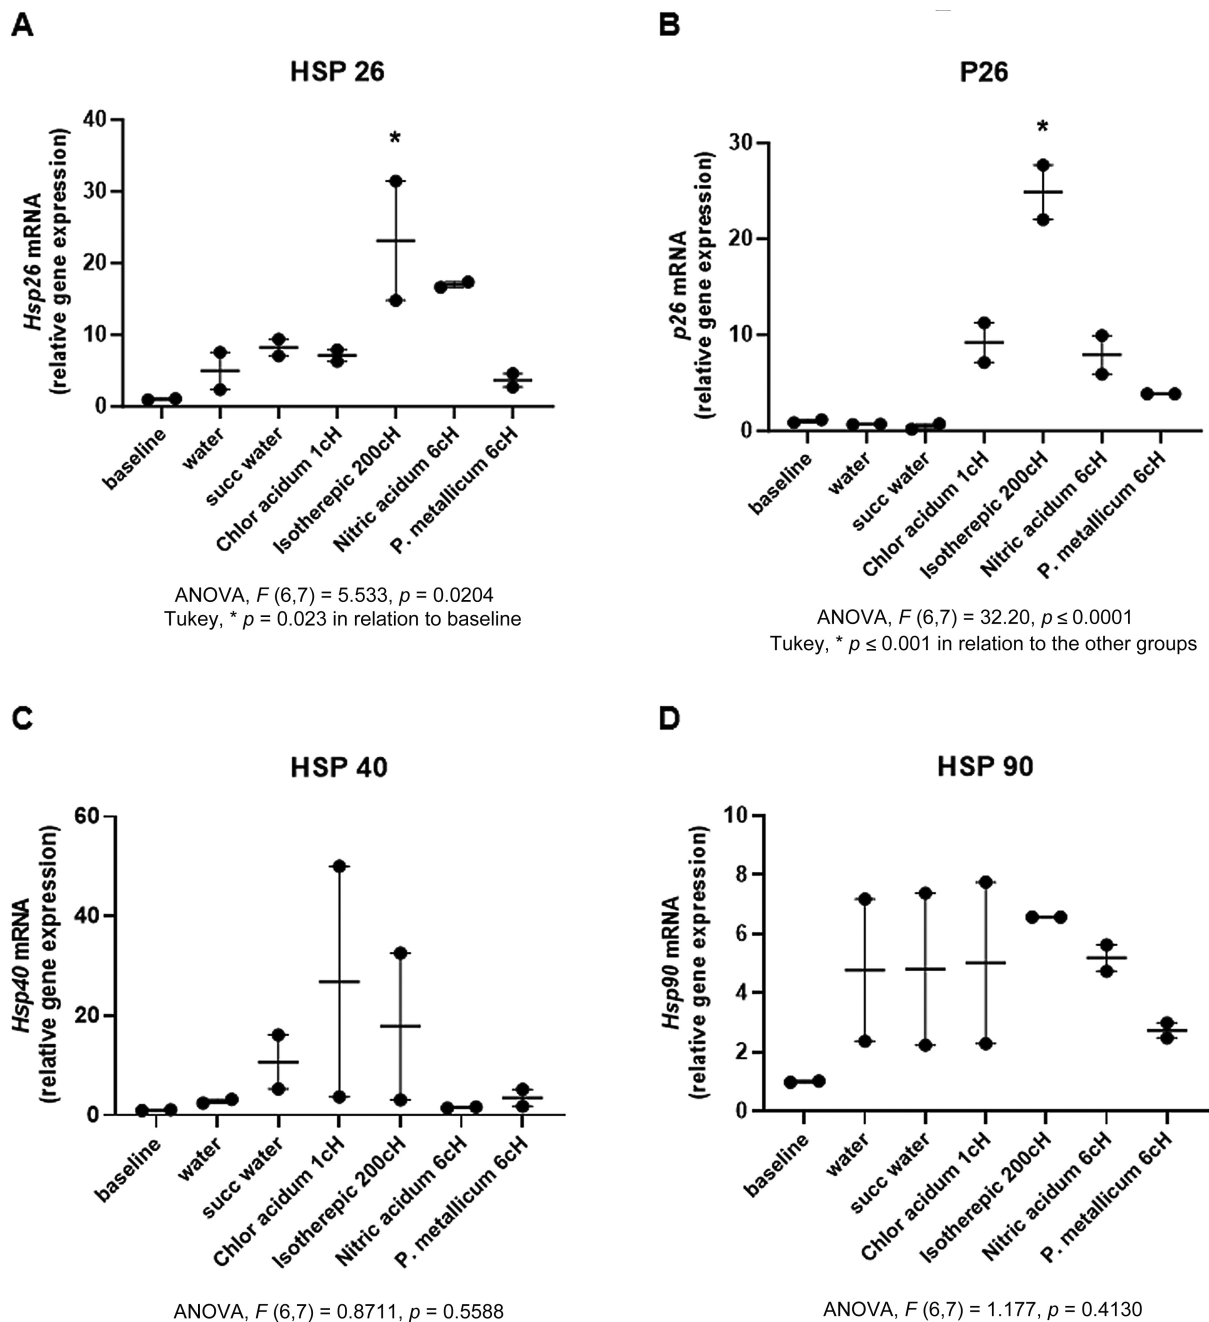 A
HSP 26
Hsp26 mRNA
(relative gene expression)
40
30
20
10
0
*
baseline
water
succ water
Chlor acidum 1cH
Isotherepic 200cH
Nitric acidum 6cH
P. metallicum 6cH
ANOVA, F (6,7) = 5.533, p = 0.0204
Tukey, * p = 0.023 in relation to baseline
B
P26
p26 mRNA
(relative gene expression)
30
20
10
0
*
baseline
water
succ water
Chlor acidum 1cH
Isotherepic 200cH
Nitric acidum 6cH
P. metallicum 6cH
ANOVA, F (6,7) = 32.20, p ≤ 0.0001
Tukey, * p ≤ 0.001 in relation to the other groups
C
HSP 40
Hsp40 mRNA
(relative gene expression)
60
40
20
0
baseline
water
succ water
Chlor acidum 1cH
Isotherepic 200cH
Nitric acidum 6cH
P. metallicum 6cH
ANOVA, F (6,7) = 0.8711, p = 0.5588
D
HSP 90
Hsp90 mRNA
(relative gene expression)
10
8
6
4
2
0
baseline
water
succ water
Chlor acidum 1cH
Isotherepic 200cH
Nitric acidum 6cH
P. metallicum 6cH
ANOVA, F (6,7) = 1.177, p = 0.4130